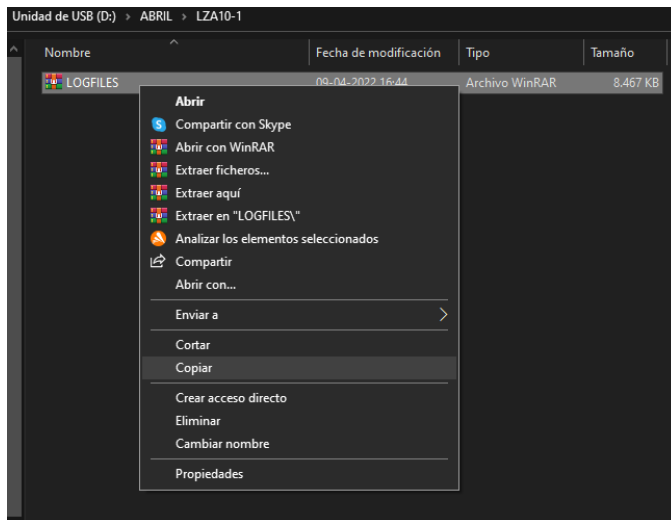 Unidad de USB (D:) > ABRIL > LZA10-1
Nombre Fecha de modificación Tipo Tamaño
LOGFILES 09-04-2022 16:44 Archivo WinRAR 8.467 KB
Abrir
Compartir con Skype
Abrir con WinRAR
Extraer ficheros...
Extraer aquí
Extraer en "LOGFILES\"
Analizar los elementos seleccionados
Compartir
Abrir con...
Enviar a
Cortar
Copiar
Crear acceso directo
Eliminar
Cambiar nombre
Propiedades